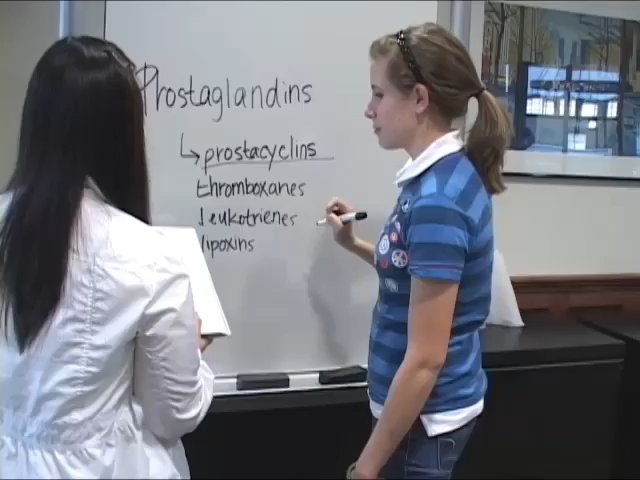 Prostaglandins
↳ prostacyclins
thromboxanes
leukotrienes
lipoxins